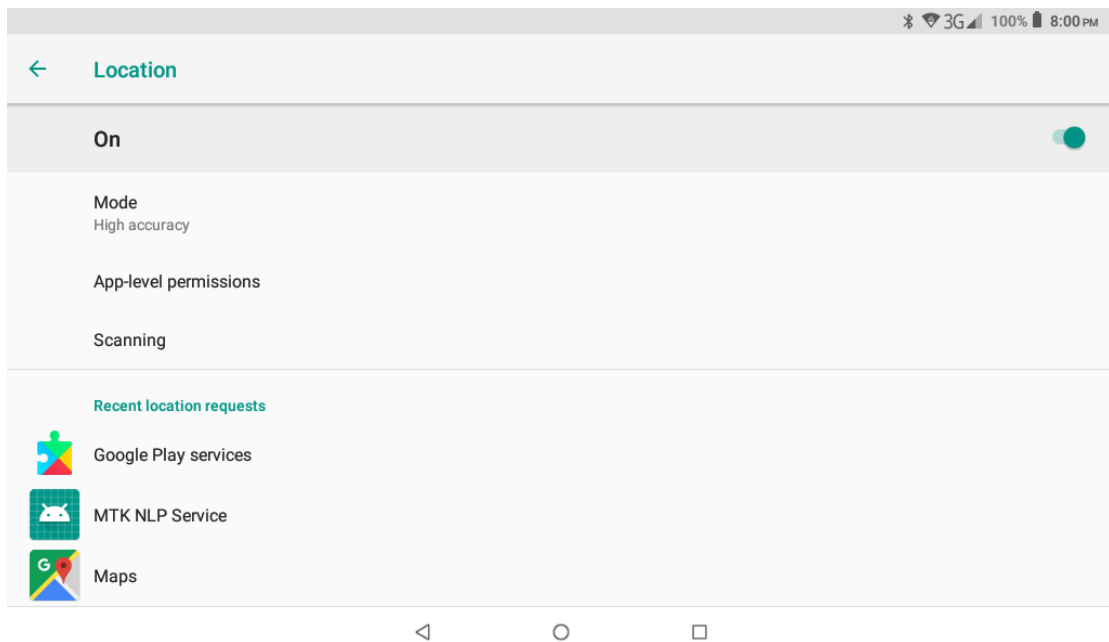 3G 100% 8:00 PM
Location
On
Mode
High accuracy
App-level permissions
Scanning
Recent location requests
Google Play services
MTK NLP Service
G
Maps